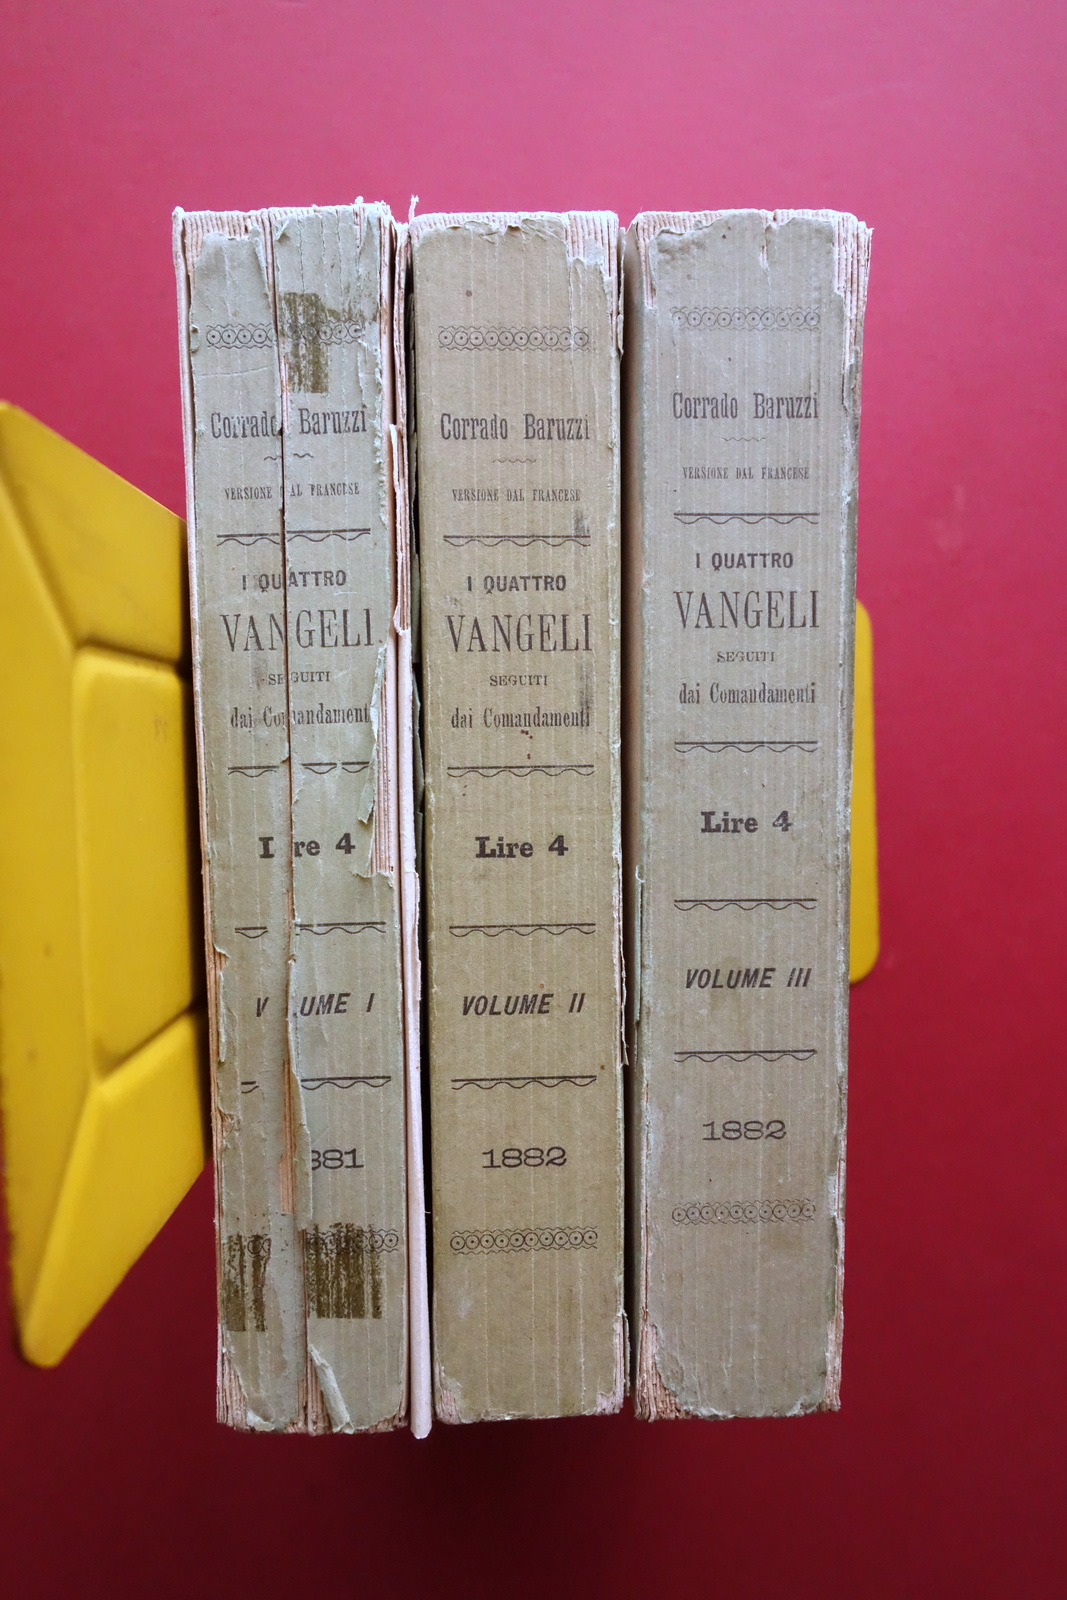 Corrado Baruzzi
VERSIONE DAL FRANCESE
I QUATTRO
VANGELI
SEGUITI
dai Comandament
Lire 4
VOLUME I
881
Corrado Baruzzi
VERSIONE DAL FRANCESE
I QUATTRO
VANGELI
SEGUITI
dai Comandamenti
Lire 4
VOLUME II
1882
Corrado Baruzzi
VERSIONE DAL FRANCESE
I QUATTRO
VANGELI
SEGUITI
dai Comandamenti
Lire 4
VOLUME III
1882